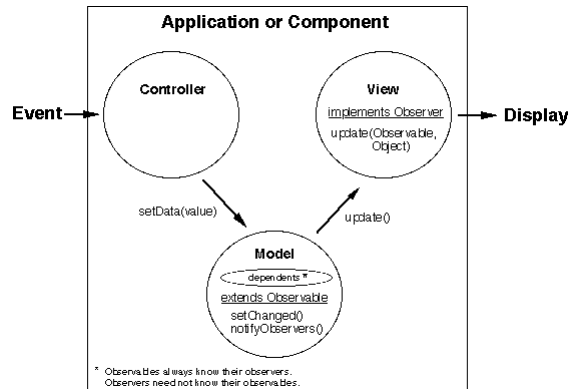 Application or Component
Controller
View
Event
implements Observer
Display
update(Observable,
Object)
setData(value)
update()
Model
dependents *
extends Observable
setChanged()
notifyObservers()
* Observables always know their observers.
Observers need not know their observables.